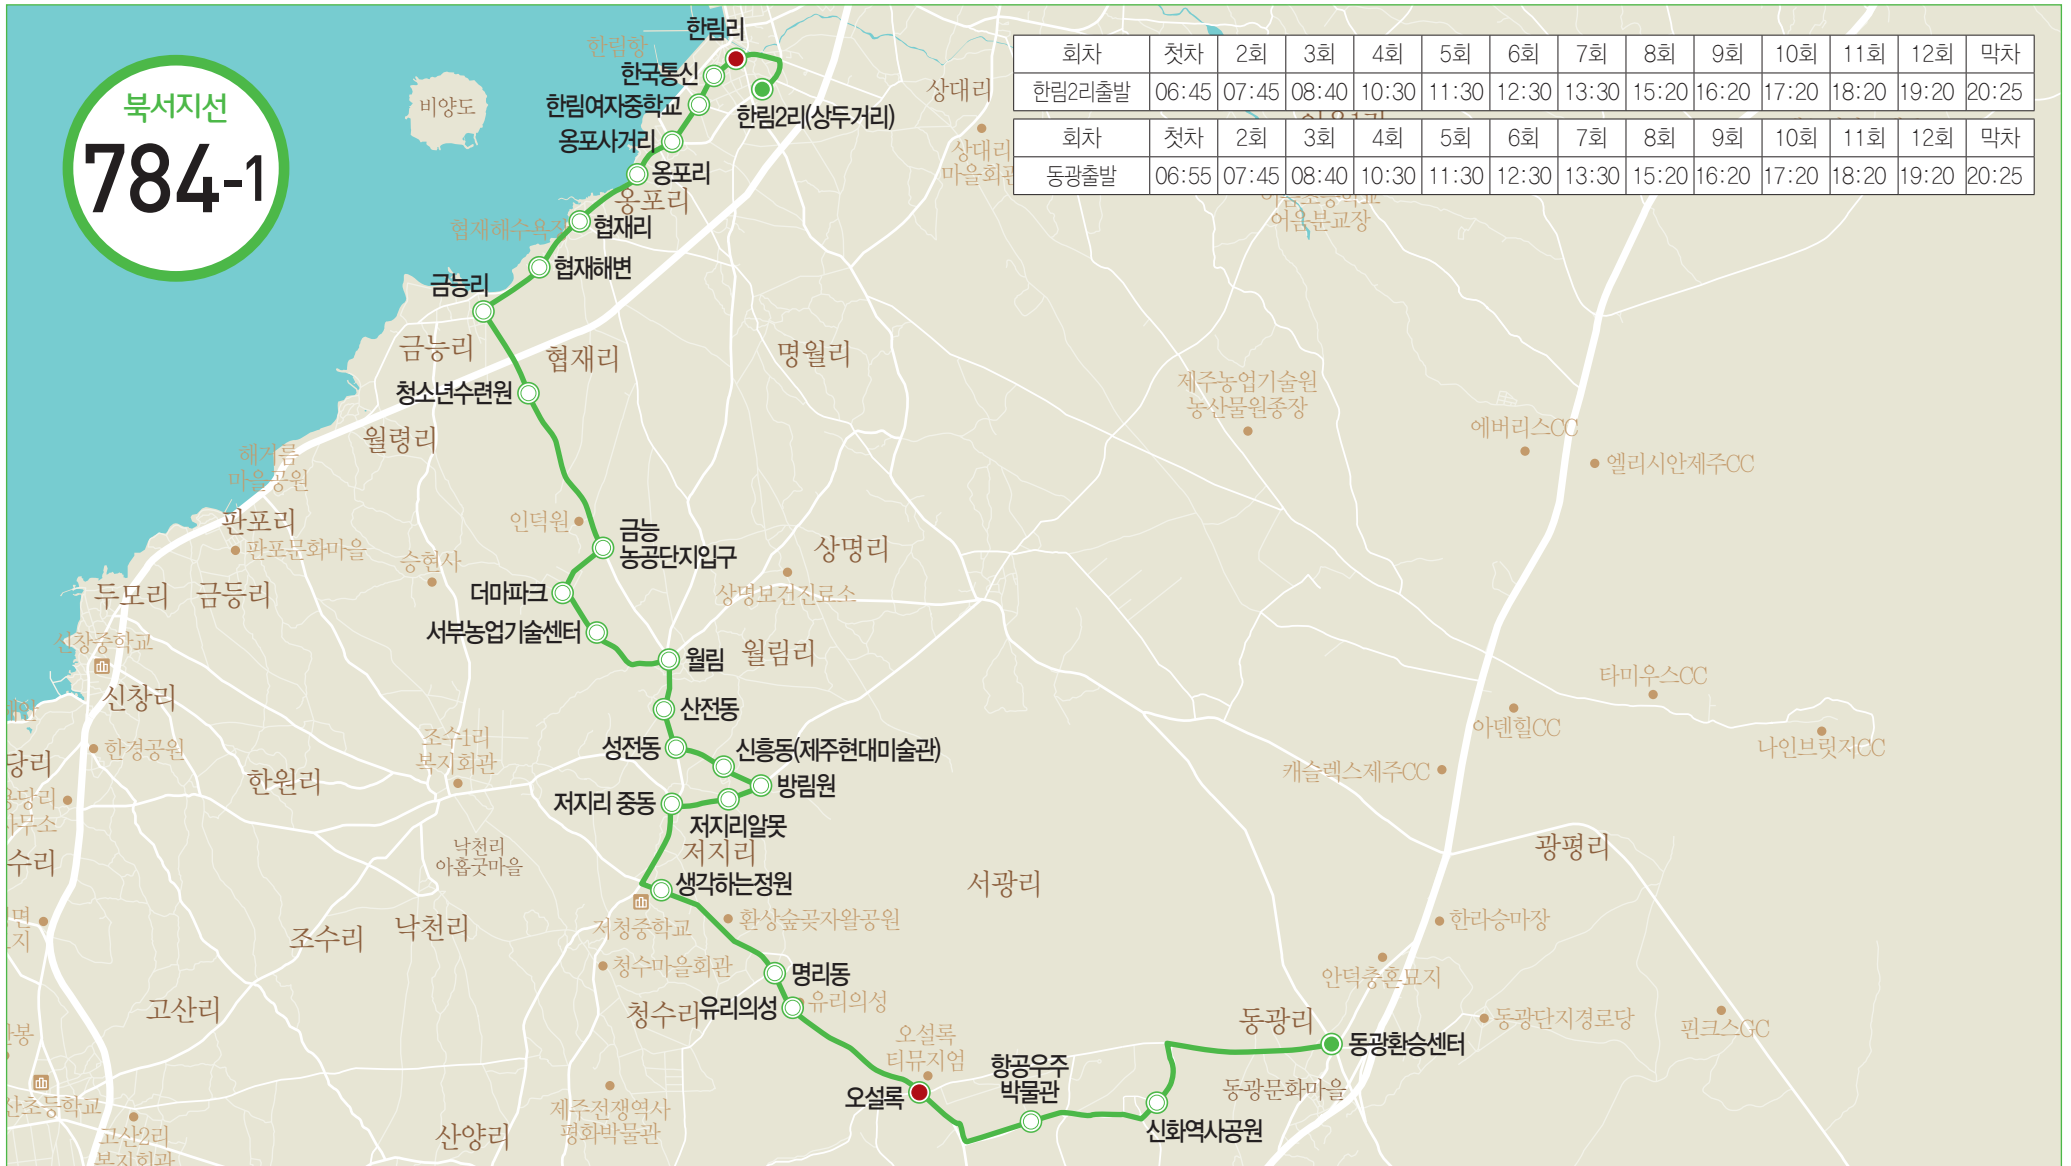 북서지선
784-1
회차 첫차 2회 3회 4회 5회 6회 7회 8회 9회 10회 11회 12회 막차
한림2리출발 06:45 07:45 08:40 10:30 11:30 12:30 13:30 15:20 16:20 17:20 18:20 19:20 20:25
회차 첫차 2회 3회 4회 5회 6회 7회 8회 9회 10회 11회 12회 막차
동광출발 06:55 07:45 08:40 10:30 11:30 12:30 13:30 15:20 16:20 17:20 18:20 19:20 20:25
한림리
한림항
한국통신
한림여자중학교
한림2리(상두거리)
옹포사거리
옹포리
옹포리
비양도
상대리
상대리
마을회관
어음분교장
협재해수욕장
협재리
협재해변
금능리
금능리
협재리
명월리
청소년수련원
월령리
제주농업기술원
농산물원종장
에버리스CC
엘리시안제주CC
해거름
마을공원
판포리
판포문화마을
인덕원
금능
농공단지입구
상명리
승현사
두모리
금등리
더마파크
상명보건진료소
신창중학교
서부농업기술센터
월림
월림리
신창리
산전동
타미우스CC
아덴힐CC
나인브릿지CC
한경공원
조수1리
복지회관
성전동
신흥동(제주현대미술관)
당리
한원리
방림원
캐슬렉스제주CC
저지리 중동
저지리알못
저지리
낙천리
아홉굿마을
광평리
수리
생각하는정원
서광리
저청중학교
환상숲곶자왈공원
한라승마장
조수리
낙천리
청수마을회관
명리동
안덕충혼묘지
고산리
청수리
유리의성
유리의성
동광리
동광단지경로당
핀크스GC
오설록
티뮤지엄
동광환승센터
항공우주
박물관
오설록
동광문화마을
제주전쟁역사
평화박물관
신화역사공원
산초등학교
고산2리
복지회관
산양리